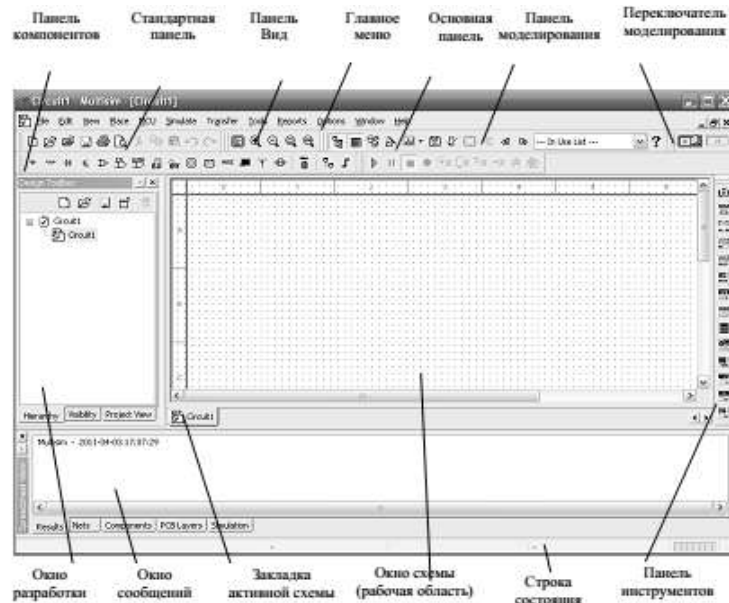 Панель компонентов
Стандартная панель
Панель Вид
Главное меню
Основная панель
Панель моделирования
Переключатель моделирования
Circuit1 - Multisim - [Circuit1]
File Edit View Place MCU Simulate Transfer Tools Reports Options Window Help
--- In Use List ---
?
Design Toolbox
Circuit1
Circuit1
Hierarchy Visibility Project View
Circuit1
Multisim - 2011-04-03 17:07:29
Results Nets Components PCB Layers Simulation
Окно разработки
Окно сообщений
Закладка активной схемы
Окно схемы (рабочая область)
Строка состояния
Панель инструментов